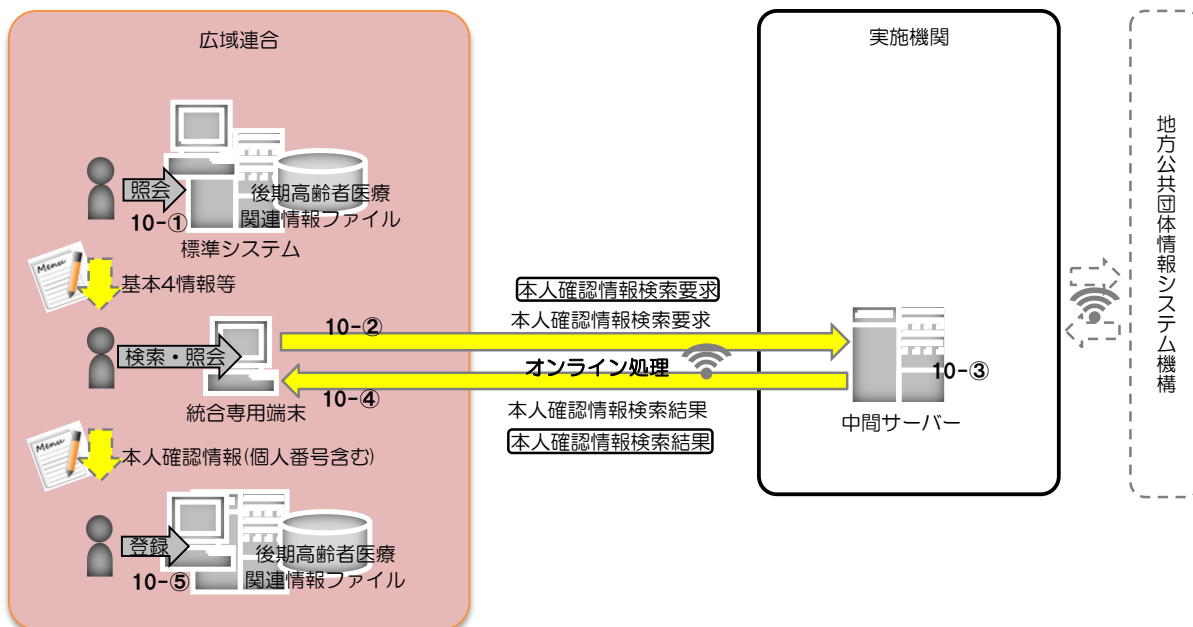 広域連合
実施機関
地方公共団体情報システム機構
照会
10-①
後期高齢者医療
関連情報ファイル
標準システム
Menu
基本4情報等
本人確認情報検索要求
本人確認情報検索要求
10-②
検索・照会
オンライン処理
10-③
10-④
統合専用端末
本人確認情報検索結果
中間サーバー
本人確認情報検索結果
Menu
本人確認情報(個人番号含む)
登録
10-⑤
後期高齢者医療
関連情報ファイル